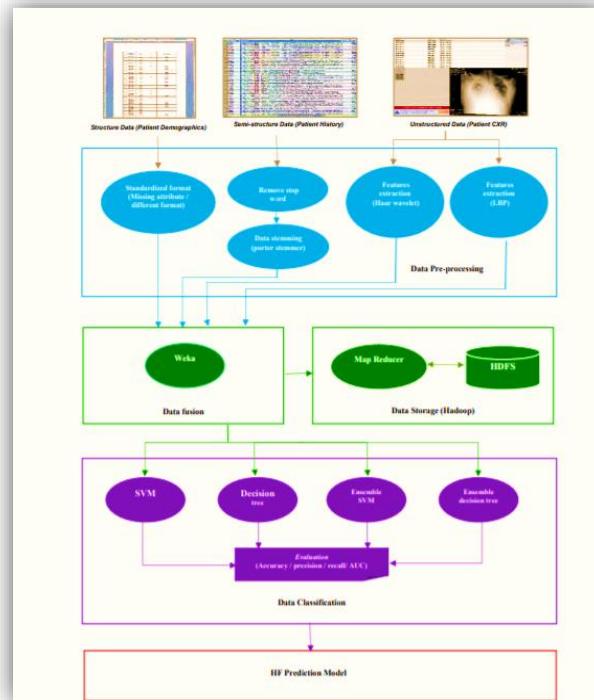 Structure Data (Patient Demographics)
Semi-structure Data (Patient History)
Unstructured Data (Patient CXR)
Standardized format
(Missing attribute /
different format)
Remove stop
word
Data stemming
(porter stemmer)
Features
extraction
(Haar wavelet)
Features
extraction
(LBP)
Data Pre-processing
Weka
Data fusion
Map Reducer
HDFS
Data Storage (Hadoop)
SVM
Decision
tree
Ensemble
SVM
Ensemble
decision tree
Evaluation
(Accuracy / precision / recall/ AUC)
Data Classification
HF Prediction Model